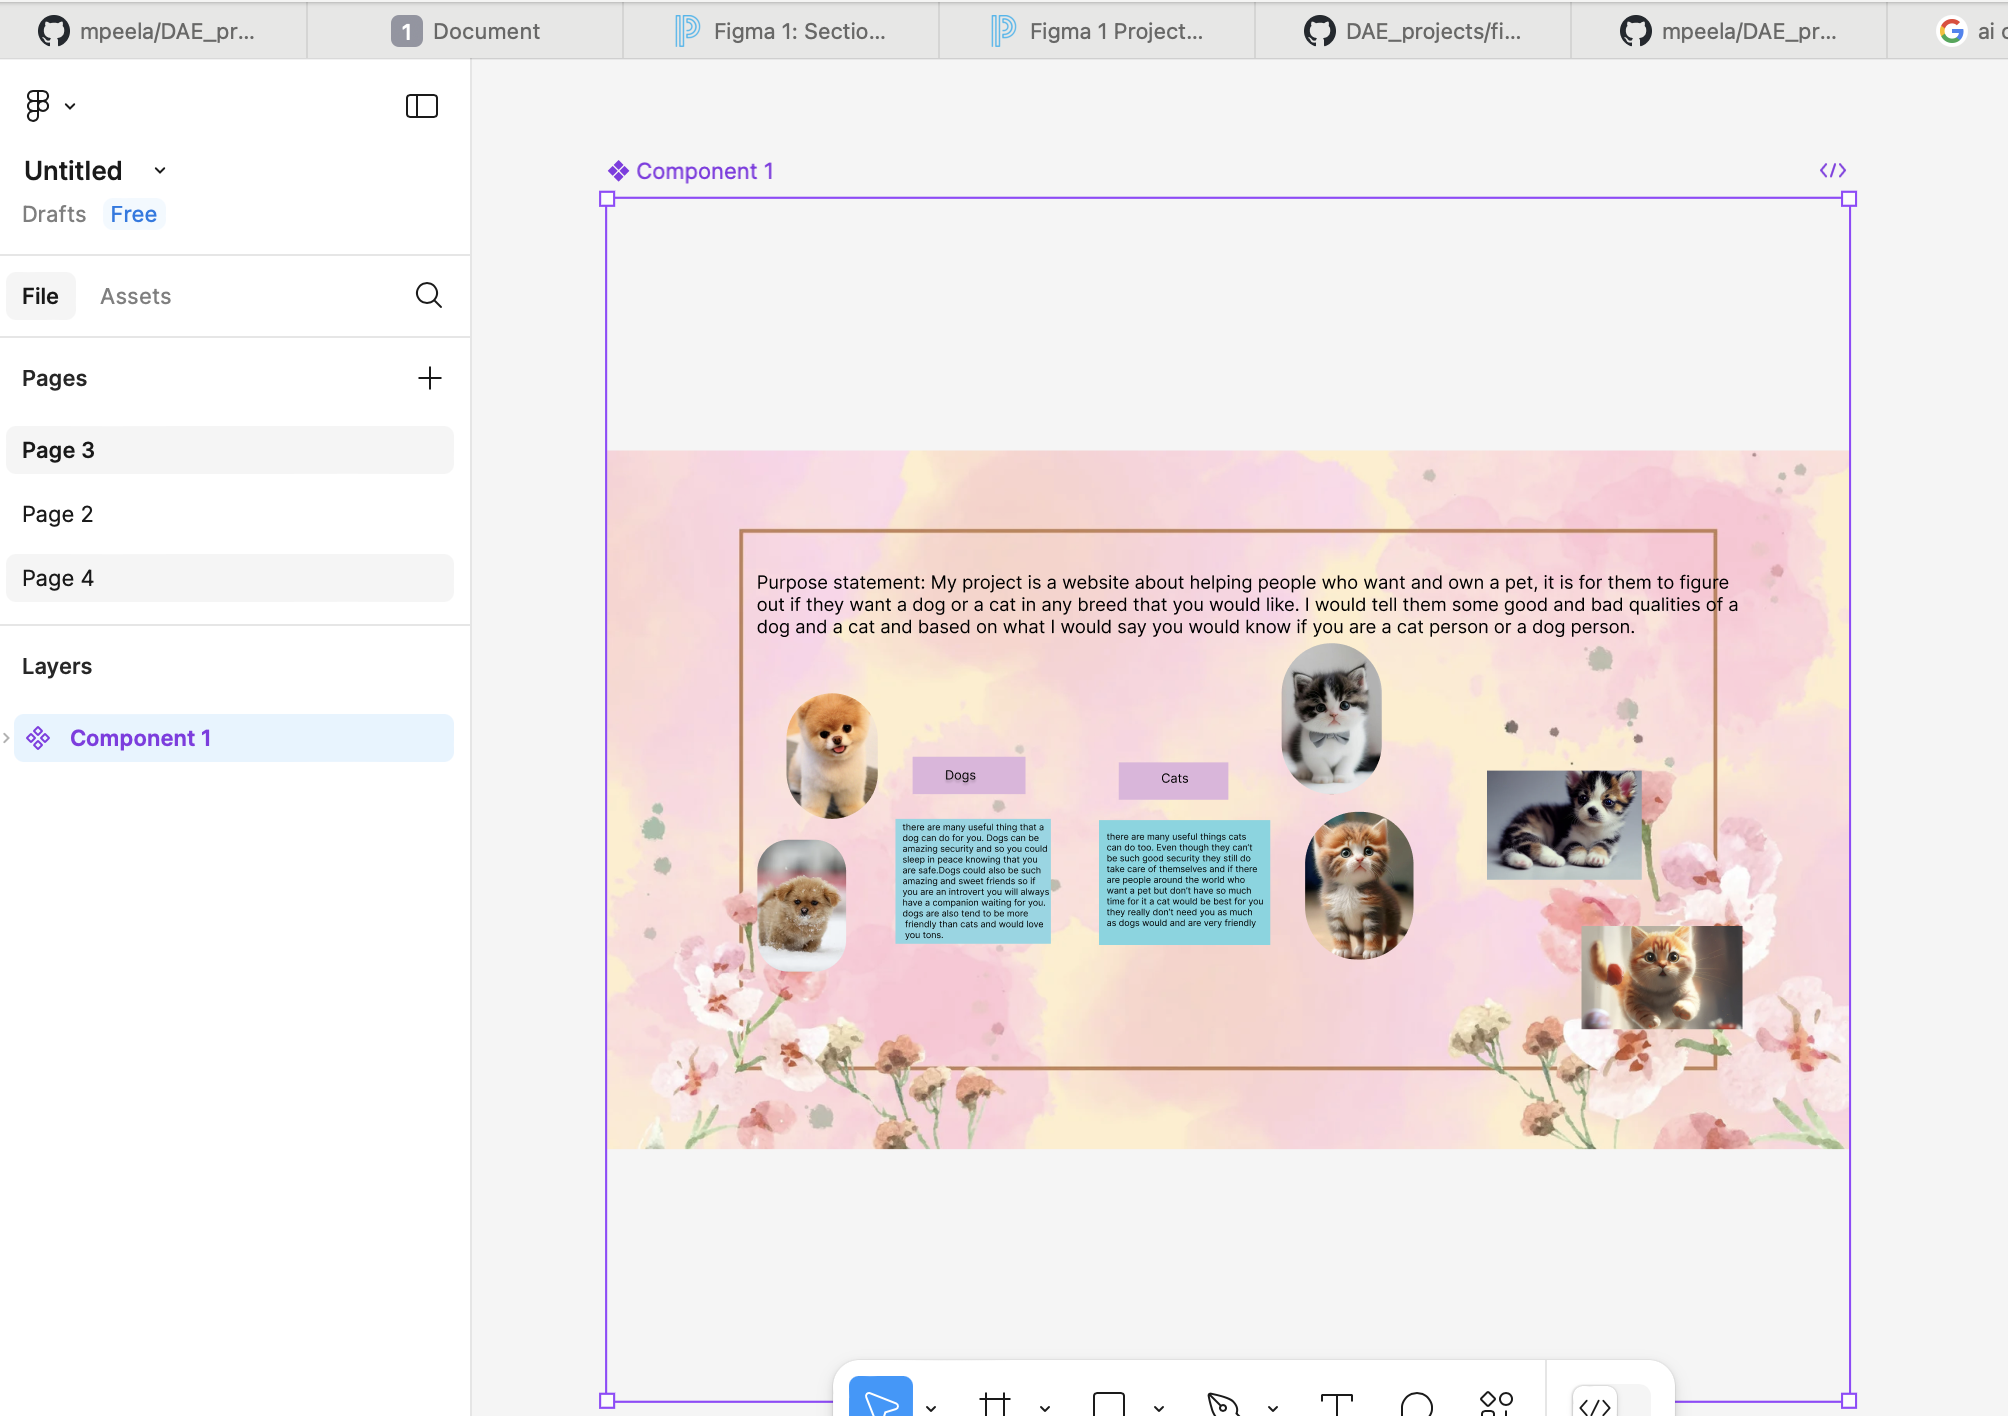 mpeela/DAE_pr...
1 Document
Figma 1: Sectio...
Figma 1 Project...
DAE_projects/fi...
mpeela/DAE_pr...
ai
Untitled
Drafts Free
File Assets
Pages
Page 3
Page 2
Page 4
Layers
Component 1
Component 1
Purpose statement: My project is a website about helping people who want and own a pet, it is for them to figure
out if they want a dog or a cat in any breed that you would like. I would tell them some good and bad qualities of a
dog and a cat and based on what I would say you would know if you are a cat person or a dog person.
Dogs
there are many useful thing that a
dog can do for you. Dogs can be
amazing security and so you could
sleep in peace knowing that you
are safe.Dogs could also be such
amazing and sweet friends so if
you are an introvert you will always
have a companion waiting for you.
dogs are also tend to be more
friendly than cats and would love
you tons.
Cats
there are many useful things cats
can do too. Even though they can't
be such good security they still do
take care of themselves and if there
are people around the world who
want a pet but don't have so much
time for it a cat would be best for you
they really don't need you as much
as dogs would and are very friendly